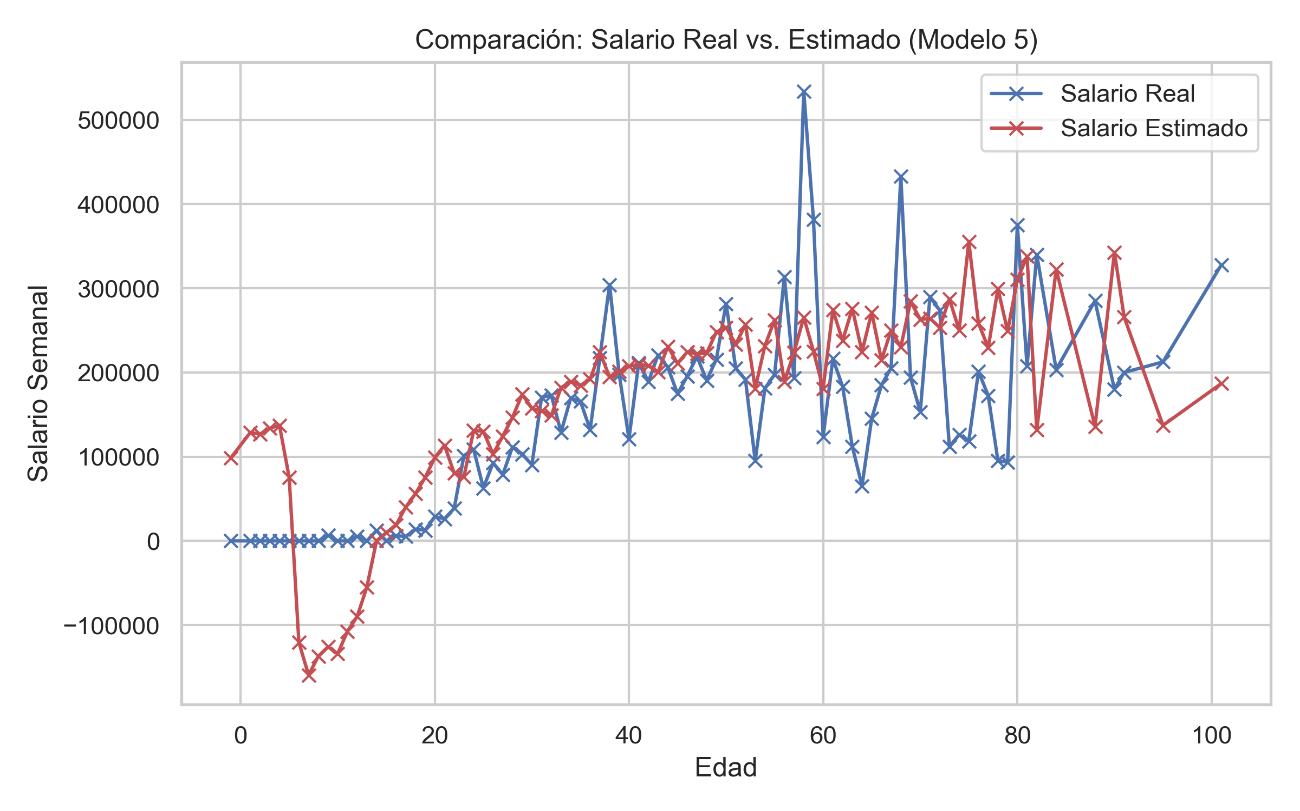 Comparación: Salario Real vs. Estimado (Modelo 5)
Salario Real
Salario Estimado
500000
400000
300000
200000
100000
0
−100000
Salario Semanal
0 20 40 60 80 100
Edad